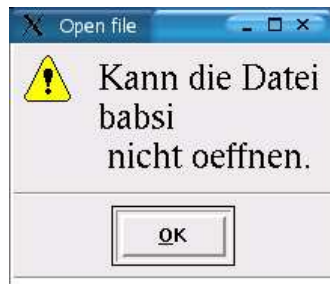 Open file
Kann die Datei
babsi
nicht oeffnen.
OK